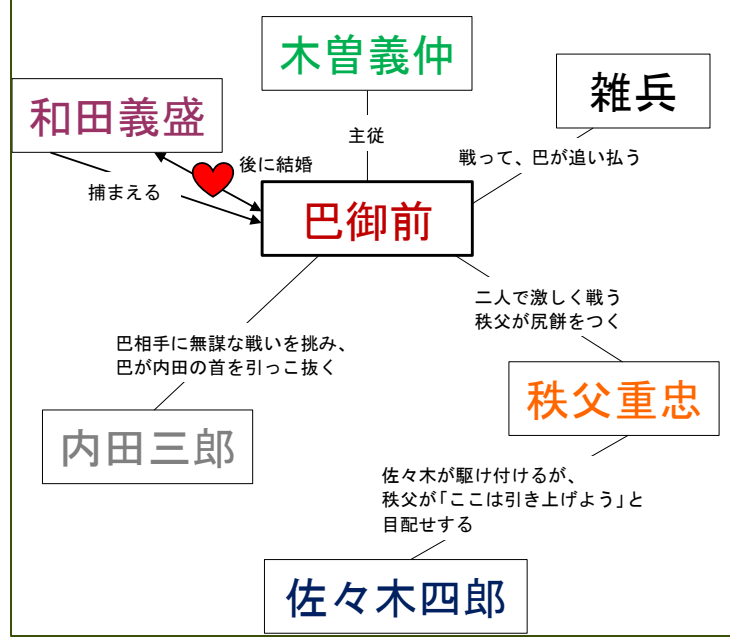 木曽義仲
雑兵
和田義盛
主従
戦って、巴が追い払う
後に結婚
捕まえる
巴御前
二人で激しく戦う
秩父が尻餅をつく
巴相手に無謀な戦いを挑み、
巴が内田の首を引っこ抜く
秩父重忠
内田三郎
佐々木が駆け付けるが、
秩父が「ここは引き上げよう」と
目配せする
佐々木四郎